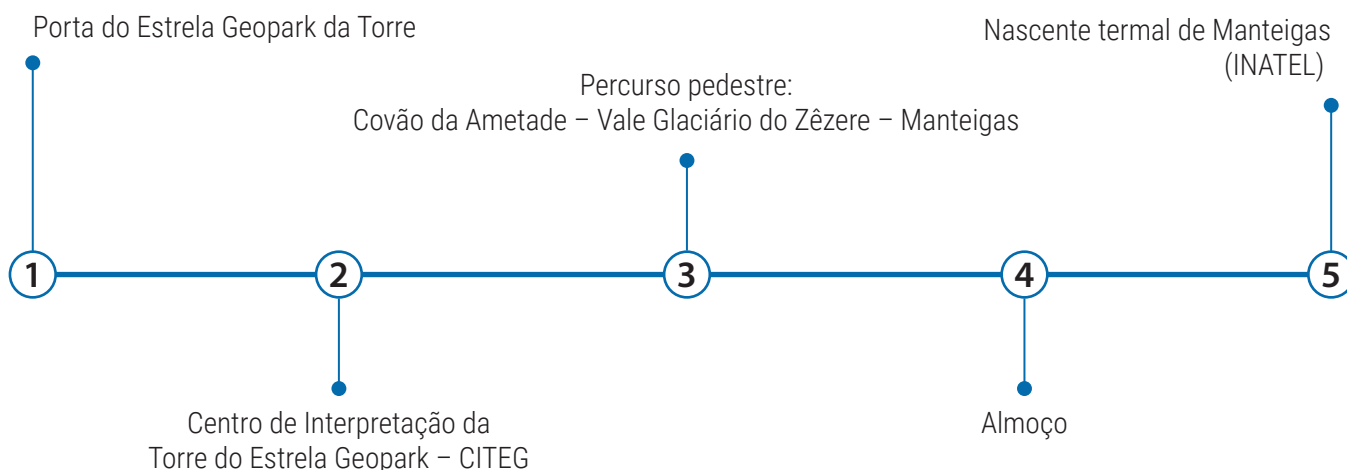 Porta do Estrela Geopark da Torre
Nascente termal de Manteigas
(INATEL)
Percurso pedestre:
Covão da Ametade – Vale Glaciário do Zêzere – Manteigas
1
2
3
4
5
Centro de Interpretação da
Torre do Estrela Geopark – CITEG
Almoço